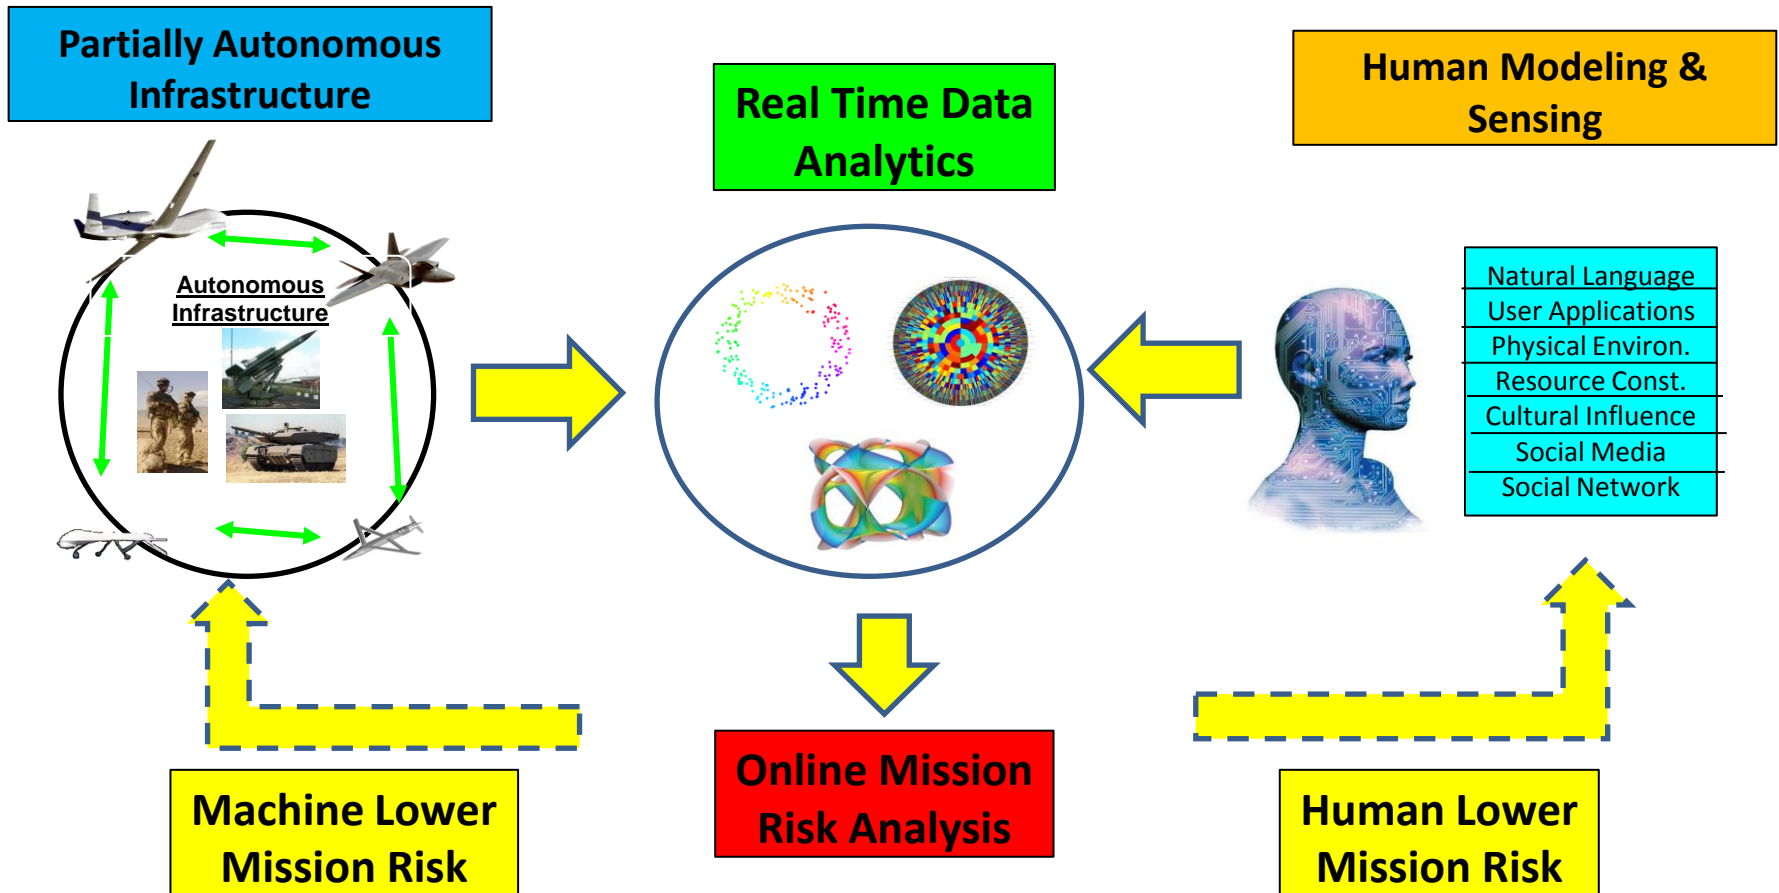 Partially Autonomous
Infrastructure
Real Time Data
Analytics
Human Modeling &
Sensing
Autonomous
Infrastructure
Natural Language
User Applications
Physical Environ.
Resource Const.
Cultural Influence
Social Media
Social Network
Machine Lower
Mission Risk
Online Mission
Risk Analysis
Human Lower
Mission Risk